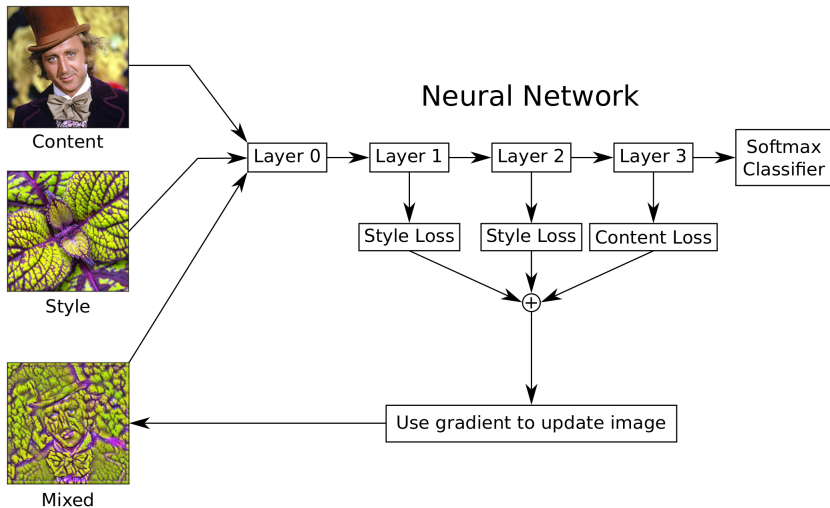 Content
Style
Mixed
Neural Network
Layer 0
Layer 1
Layer 2
Layer 3
Softmax
Classifier
Style Loss
Style Loss
Content Loss
+
Use gradient to update image